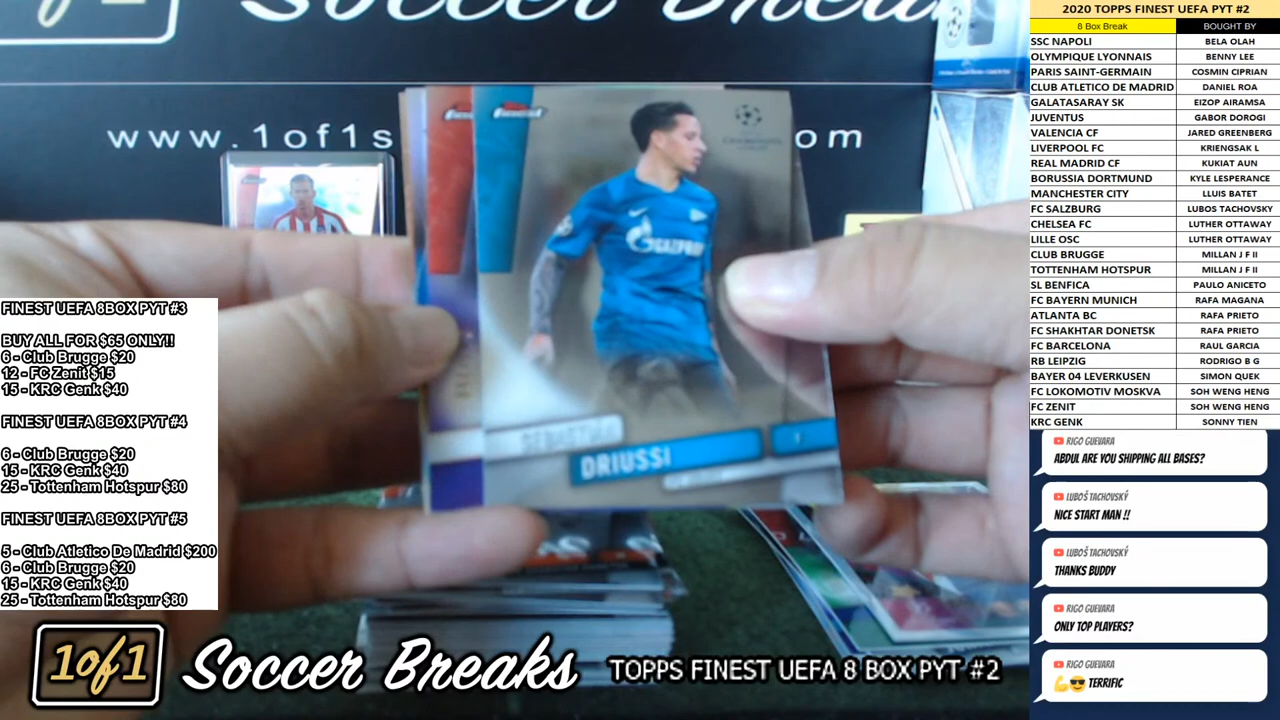 Soccer Breaks
www.1of1s
om
FINEST
FINEST
CHAMPIONS
LEAGUE
GAZPROM
DRIUSSI
FINEST UEFA 8BOX PYT #3
BUY ALL FOR $65 ONLY!!
6 - Club Brugge $20
12 - FC Zenit $15
15 - KRC Genk $40
FINEST UEFA 8BOX PYT #4
6 - Club Brugge $20
15 - KRC Genk $40
25 - Tottenham Hotspur $80
FINEST UEFA 8BOX PYT #5
5 - Club Atletico De Madrid $200
6 - Club Brugge $20
15 - KRC Genk $40
25 - Tottenham Hotspur $80
1of1 Soccer Breaks TOPPS FINEST UEFA 8 BOX PYT #2
2020 TOPPS FINEST UEFA PYT #2
8 Box Break BOUGHT BY
SSC NAPOLI BELA OLAH
OLYMPIQUE LYONNAIS BENNY LEE
PARIS SAINT-GERMAIN COSMIN CIPRIAN
CLUB ATLETICO DE MADRID DANIEL ROA
GALATASARAY SK EIZOP AIRAMSA
JUVENTUS GABOR DOROGI
VALENCIA CF JARED GREENBERG
LIVERPOOL FC KRIENGSAK L
REAL MADRID CF KUKIAT AUN
BORUSSIA DORTMUND KYLE LESPERANCE
MANCHESTER CITY LLUIS BATET
FC SALZBURG LUBOS TACHOVSKY
CHELSEA FC LUTHER OTTAWAY
LILLE OSC LUTHER OTTAWAY
CLUB BRUGGE MILLAN J F II
TOTTENHAM HOTSPUR MILLAN J F II
SL BENFICA PAULO ANICETO
FC BAYERN MUNICH RAFA MAGANA
ATLANTA BC RAFA PRIETO
FC SHAKHTAR DONETSK RAFA PRIETO
FC BARCELONA RAUL GARCIA
RB LEIPZIG RODRIGO B G
BAYER 04 LEVERKUSEN SIMON QUEK
FC LOKOMOTIV MOSKVA SOH WENG HENG
FC ZENIT SOH WENG HENG
KRC GENK SONNY TIEN
RIGO GUEVARA
ABDUL ARE YOU SHIPPING ALL BASES?
LUBOŠ TACHOVSKÝ
NICE START MAN !!
LUBOŠ TACHOVSKÝ
THANKS BUDDY
RIGO GUEVARA
ONLY TOP PLAYERS?
RIGO GUEVARA
💪😎 TERRIFIC